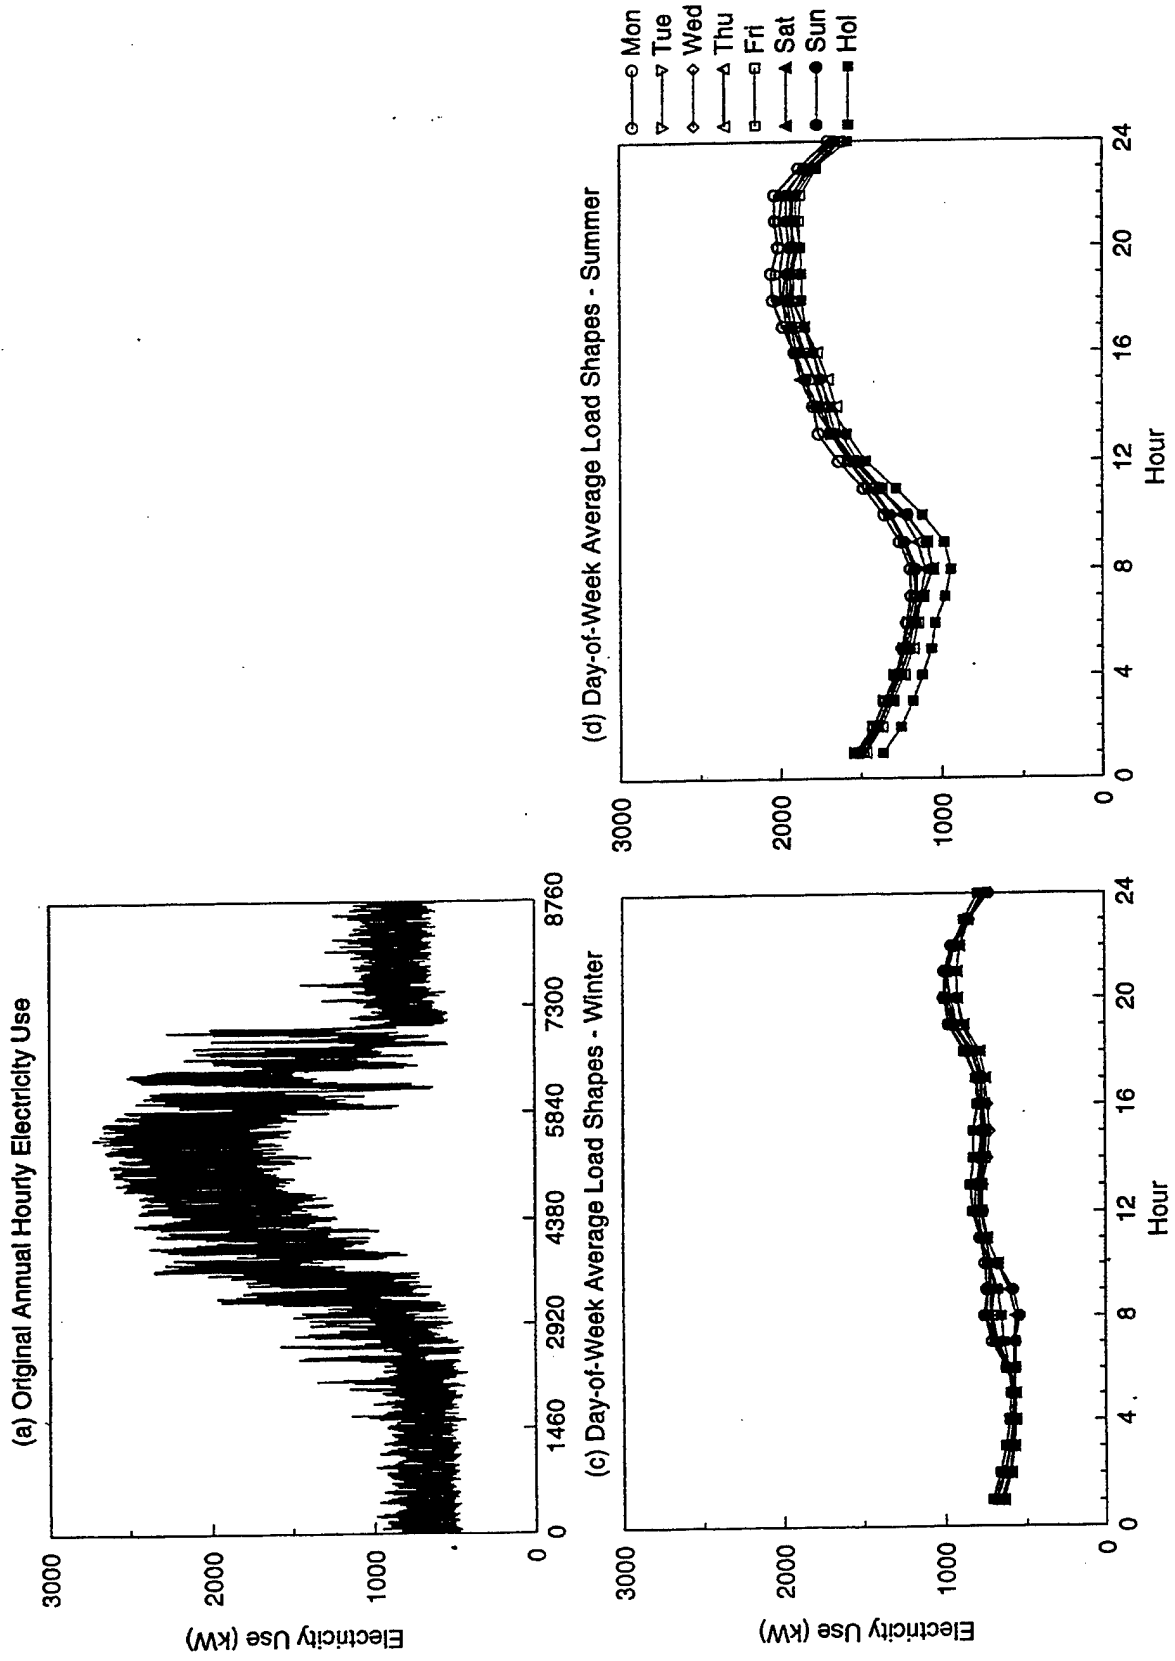 (a) Original Annual Hourly Electricity Use
Electricity Use (kW)
3000
2000
1000
0
0 1460 2920 4380 5840 7300 8760
(c) Day-of-Week Average Load Shapes - Winter
Electricity Use (kW)
3000
2000
1000
0
0 4 8 12 16 20 24
Hour
(d) Day-of-Week Average Load Shapes - Summer
3000
2000
1000
0
0 4 8 12 16 20 24
Hour
Mon
Tue
Wed
Thu
Fri
Sat
Sun
Hol